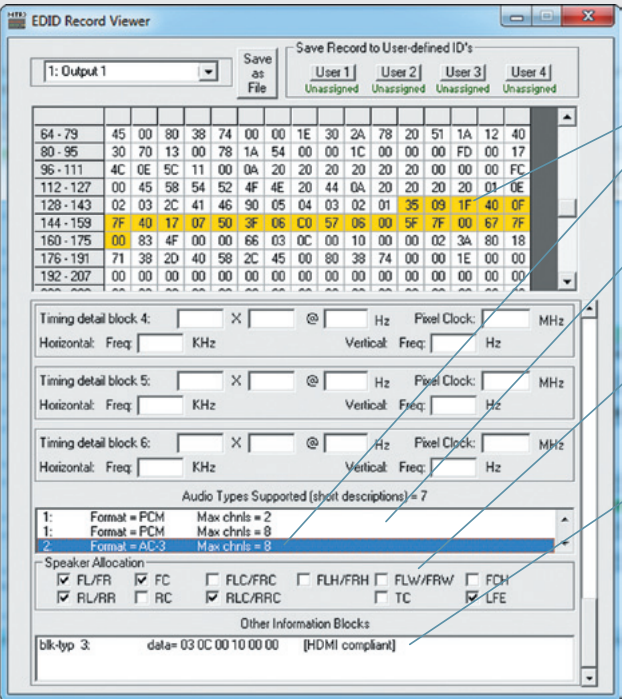 EDID Record Viewer
Save Record to User-defined ID's
1: Output 1
Save as File
User 1 User 2 User 3 User 4
Unassigned Unassigned Unassigned Unassigned
64 - 79 45 00 80 38 74 00 00 1E 30 2A 78 20 51 1A 12 40
80 - 95 30 70 13 00 78 1A 54 00 00 1C 00 00 00 FD 00 17
96 - 111 4C 0E 5C 11 00 0A 20 20 20 20 20 20 00 00 00 FC
112 - 127 00 45 58 54 52 4F 4E 20 44 0A 20 20 20 20 01 0E
128 - 143 02 03 2C 41 46 90 05 04 03 02 01 35 09 1F 40 0F
144 - 159 7F 40 17 07 50 3F 06 C0 57 06 00 5F 7F 00 67 7F
160 - 175 00 83 4F 00 00 66 03 0C 00 10 00 00 02 3A 80 18
176 - 191 71 38 2D 40 58 2C 45 00 80 38 74 00 00 1E 00 00
192 - 207 00 00 00 00 00 00 00 00 00 00 00 00 00 00 00 00
Timing detail block 4: X @ Hz Pixel Clock: MHz
Horizontal: Freq: KHz Vertical: Freq: Hz
Timing detail block 5: X @ Hz Pixel Clock: MHz
Horizontal: Freq: KHz Vertical: Freq: Hz
Timing detail block 6: X @ Hz Pixel Clock: MHz
Horizontal: Freq: KHz Vertical: Freq: Hz
Audio Types Supported (short descriptions) = 7
1: Format = PCM Max chnls = 2
1: Format = PCM Max chnls = 8
2: Format = AC-3 Max chnls = 8
Speaker Allocation
FL/FR FC FLC/FRC FLH/FRH FLW/FRW FCH
RL/RR RC RLC/RRC TC LFE
Other Information Blocks
blk-typ 3: data= 03 0C 00 10 00 00 [HDMI compliant]